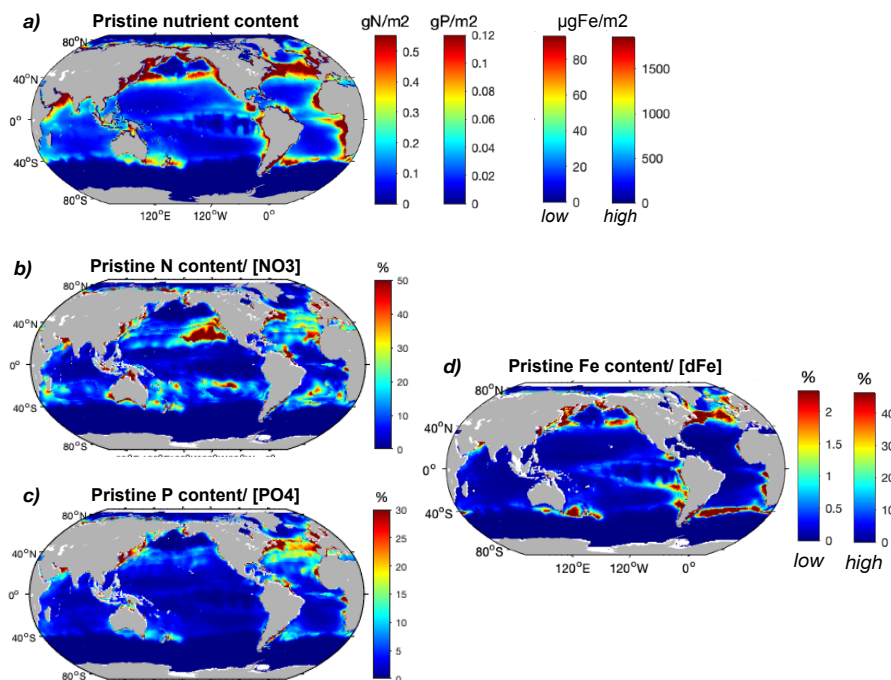 a) Pristine nutrient content
gN/m2 gP/m2 µgFe/m2
80°N
40°N
0°
40°S
80°S
120°E 120°W 0°
0.5
0.4
0.3
0.2
0.1
0
0.12
0.1
0.08
0.06
0.04
0.02
0
80
60
40
20
0
low
1500
1000
500
0
high
b) Pristine N content/ [NO3]
%
80°N
40°N
0°
40°S
50
40
30
20
10
0
c) Pristine P content/ [PO4]
%
80°N
40°N
0°
40°S
80°S
30
25
20
15
10
5
0
d) Pristine Fe content/ [dFe]
% %
80°N
40°N
0°
40°S
80°S
120°E 120°W 0°
2
1.5
1
0.5
0
low
40
30
20
10
0
high